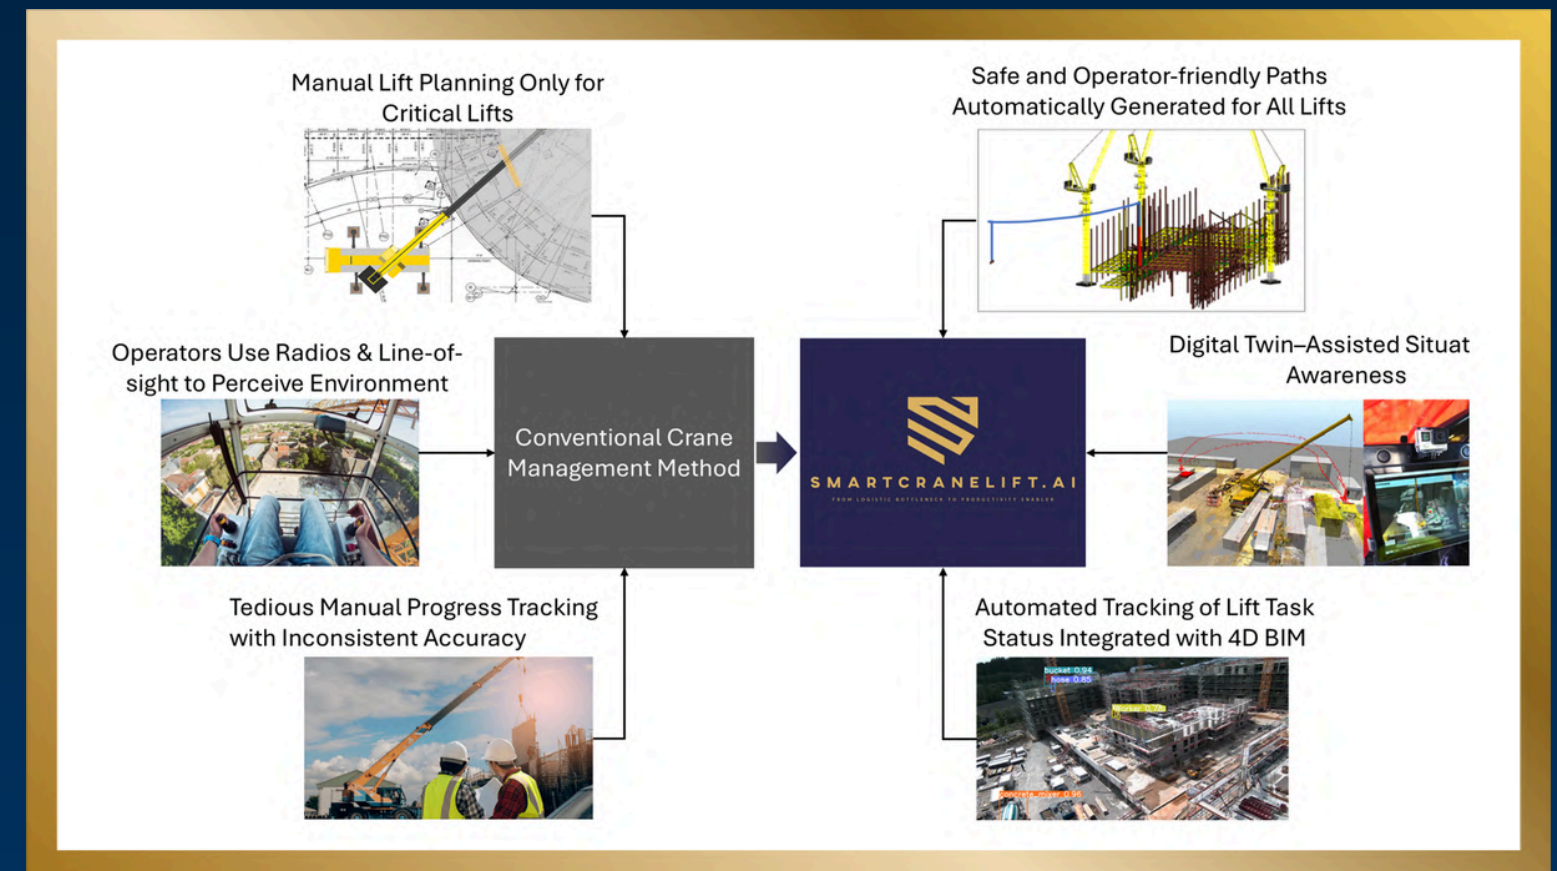 Manual Lift Planning Only for
Critical Lifts
Safe and Operator-friendly Paths
Automatically Generated for All Lifts
Operators Use Radios & Line-of-
sight to Perceive Environment
Digital Twin–Assisted Situat
Awareness
Conventional Crane
Management Method
SMARTCRANELIFT.AI
FROM LOGISTIC BOTTLENECK TO PRODUCTIVITY ENABLER
Tedious Manual Progress Tracking
with Inconsistent Accuracy
Automated Tracking of Lift Task
Status Integrated with 4D BIM
bucket 0.94
hose 0.85
concrete_mixer 0.96